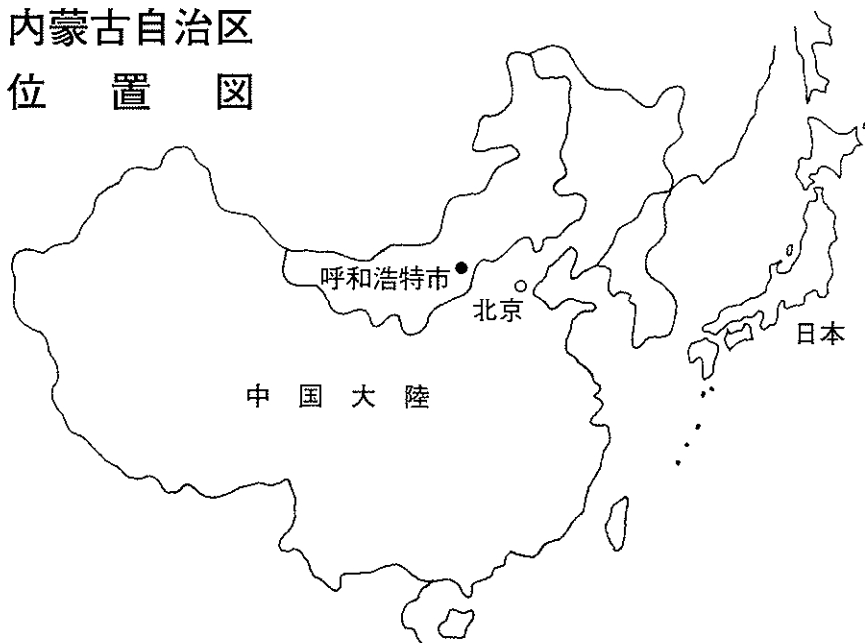 内蒙古自治区
位置図
呼和浩特市
北京
日本
中国大陸